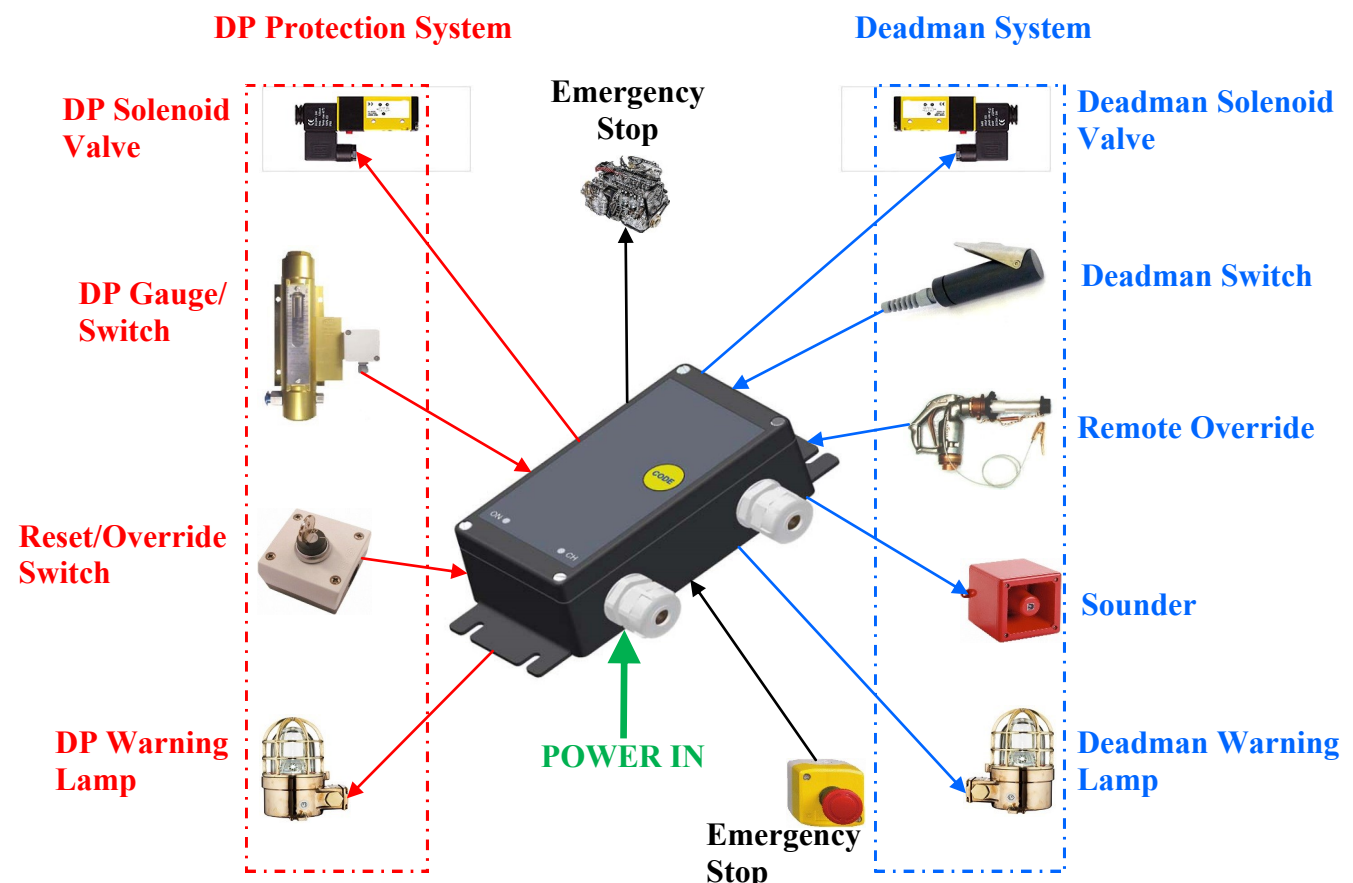 DP Protection System
Deadman System
DP Solenoid
Valve
Emergency
Stop
Deadman Solenoid
Valve
DP Gauge/
Switch
Deadman Switch
Remote Override
CODE
ON
CH
Reset/Override
Switch
Sounder
DP Warning
Lamp
POWER IN
Deadman Warning
Lamp
Emergency
Stop